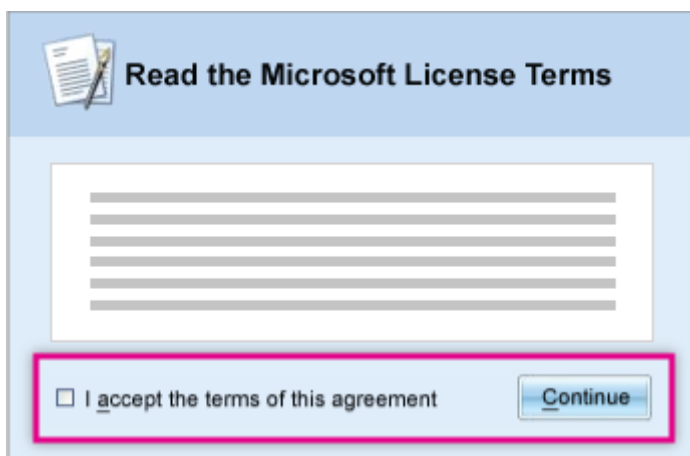 Read the Microsoft License Terms
I accept the terms of this agreement
Continue